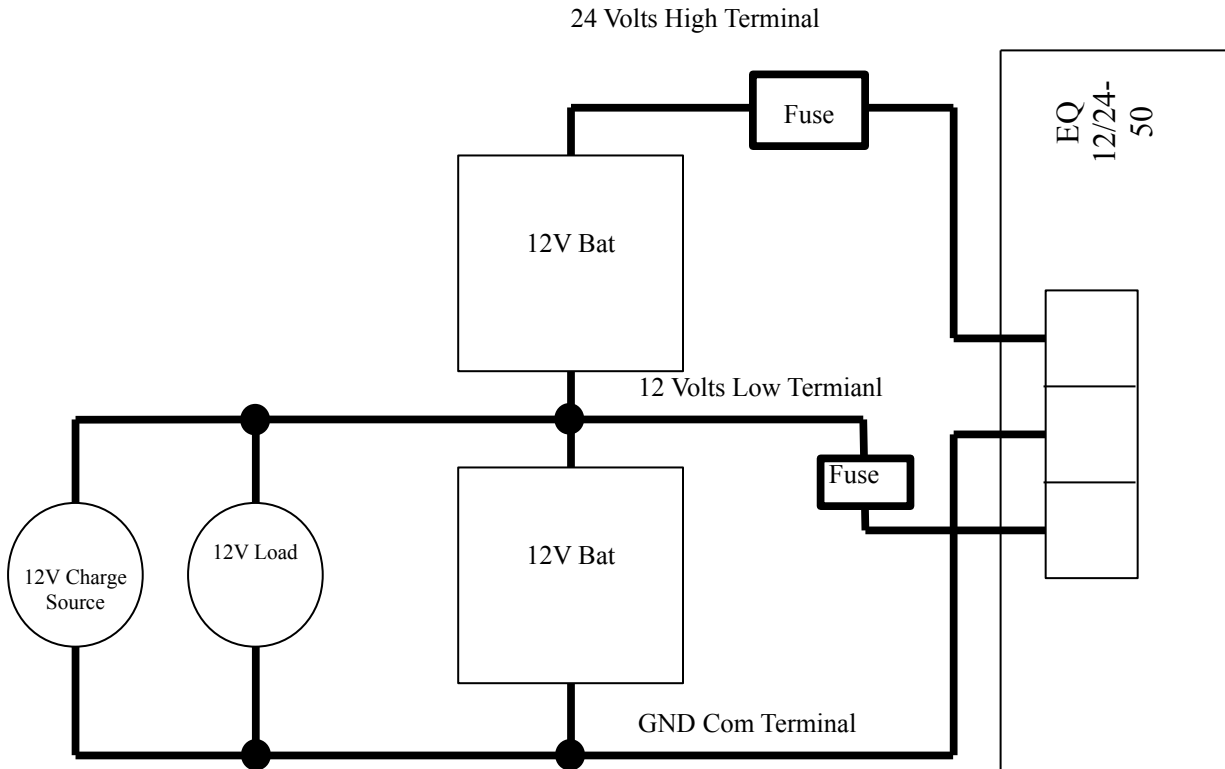 24 Volts High Terminal
Fuse
EQ
12/24-
50
12V Bat
12 Volts Low Termianl
Fuse
12V Load
12V Bat
12V Charge
Source
GND Com Terminal